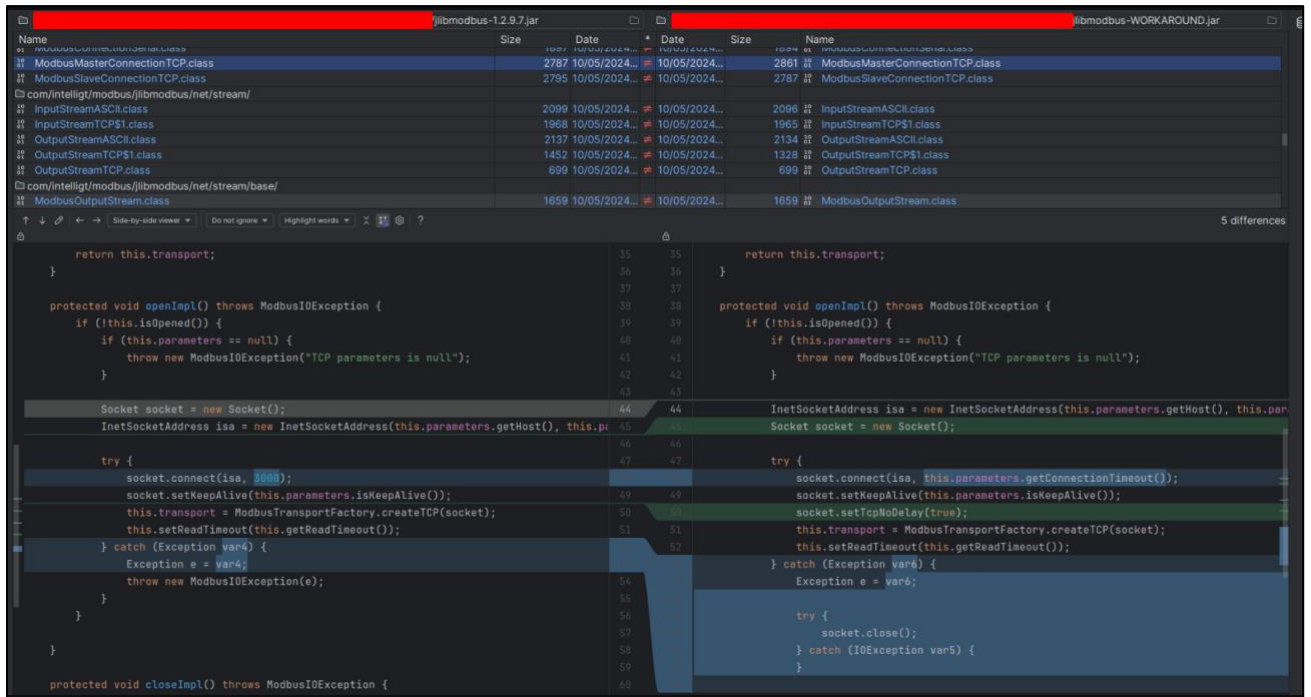 /jlibmodbus-1.2.9.7.jar jlibmodbus-WORKAROUND.jar
Name Size Date * Date Size Name
ModbusConnectionSerial.class 1897 10/05/2024... ≠ 10/05/2024... 1894 ModbusConnectionSerial.class
ModbusMasterConnectionTCP.class 2787 10/05/2024... ≠ 10/05/2024... 2861 ModbusMasterConnectionTCP.class
ModbusSlaveConnectionTCP.class 2795 10/05/2024... ≠ 10/05/2024... 2787 ModbusSlaveConnectionTCP.class
com/intelligt/modbus/jlibmodbus/net/stream/
InputStreamASCII.class 2099 10/05/2024... ≠ 10/05/2024... 2096 InputStreamASCII.class
InputStreamTCP$1.class 1968 10/05/2024... ≠ 10/05/2024... 1965 InputStreamTCP$1.class
OutputStreamASCII.class 2137 10/05/2024... ≠ 10/05/2024... 2134 OutputStreamASCII.class
OutputStreamTCP$1.class 1452 10/05/2024... ≠ 10/05/2024... 1328 OutputStreamTCP$1.class
OutputStreamTCP.class 699 10/05/2024... ≠ 10/05/2024... 699 OutputStreamTCP.class
com/intelligt/modbus/jlibmodbus/net/stream/base/
ModbusOutputStream.class 1659 10/05/2024... ≠ 10/05/2024... 1659 ModbusOutputStream.class
Side-by-side viewer Do not ignore Highlight words ? 5 differences
return this.transport; 35 35 return this.transport;
} 36 36 }
37 37
protected void openImpl() throws ModbusIOException { 38 38 protected void openImpl() throws ModbusIOException {
if (!this.isOpened()) { 39 39 if (!this.isOpened()) {
if (this.parameters == null) { 40 40 if (this.parameters == null) {
throw new ModbusIOException("TCP parameters is null"); 41 41 throw new ModbusIOException("TCP parameters is null");
} 42 42 }
43 43
Socket socket = new Socket(); 44 44 InetSocketAddress isa = new InetSocketAddress(this.parameters.getHost(), this.par
InetSocketAddress isa = new InetSocketAddress(this.parameters.getHost(), this.pa 45 45 Socket socket = new Socket();
46 46
try { 47 47 try {
socket.connect(isa, 3000); socket.connect(isa, this.parameters.getConnectionTimeout());
socket.setKeepAlive(this.parameters.isKeepAlive()); 49 49 socket.setKeepAlive(this.parameters.isKeepAlive());
this.transport = ModbusTransportFactory.createTCP(socket); 50 50 socket.setTcpNoDelay(true);
this.setReadTimeout(this.getReadTimeout()); 51 51 this.transport = ModbusTransportFactory.createTCP(socket);
} catch (Exception var4) { 52 this.setReadTimeout(this.getReadTimeout());
Exception e = var4; } catch (Exception var6) {
throw new ModbusIOException(e); 54 Exception e = var6;
} 55
} 56 try {
57 socket.close();
} 58 } catch (IOException var5) {
59 }
protected void closeImpl() throws ModbusIOException { 60